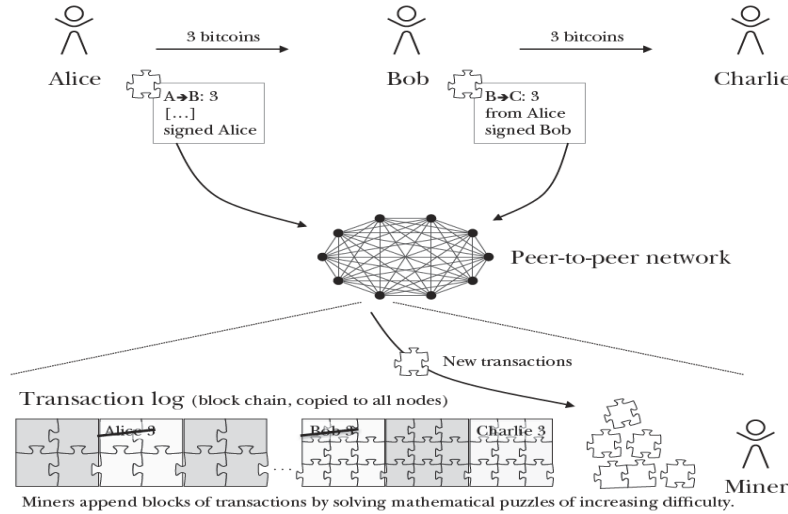 3 bitcoins
3 bitcoins
Alice
Bob
Charlie
A→B: 3
[...]
signed Alice
B→C: 3
from Alice
signed Bob
Peer-to-peer network
New transactions
Transaction log (block chain, copied to all nodes)
Alice 3
Bob 3
Charlie 3
...
Miner
Miners append blocks of transactions by solving mathematical puzzles of increasing difficulty.